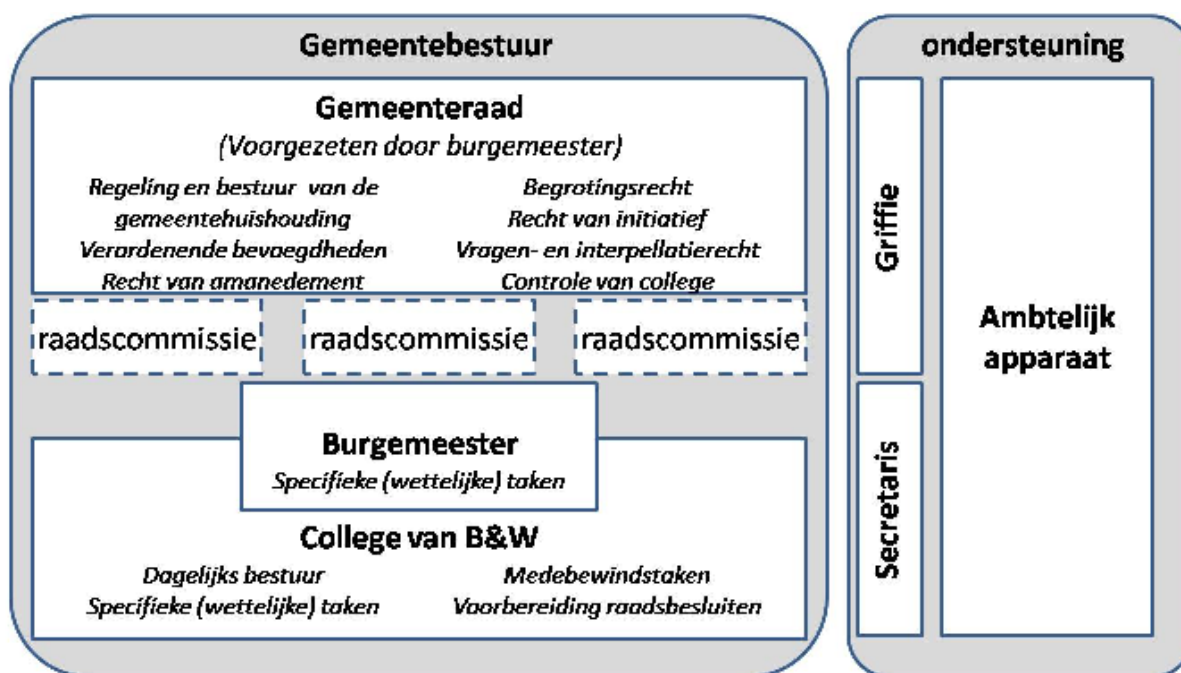 Gemeentebestuur
Gemeenteraad
(Voorgezeten door burgemeester)
Regeling en bestuur van de
gemeentehuishouding
Verordenende bevoegdheden
Recht van amanedement
Begrotingsrecht
Recht van initiatief
Vragen- en interpellatierecht
Controle van college
raadscommissie
raadscommissie
raadscommissie
Burgemeester
Specifieke (wettelijke) taken
College van B&W
Dagelijks bestuur
Specifieke (wettelijke) taken
Medebewindstaken
Voorbereiding raadsbesluiten
ondersteuning
Griffie
Secretaris
Ambtelijk
apparaat